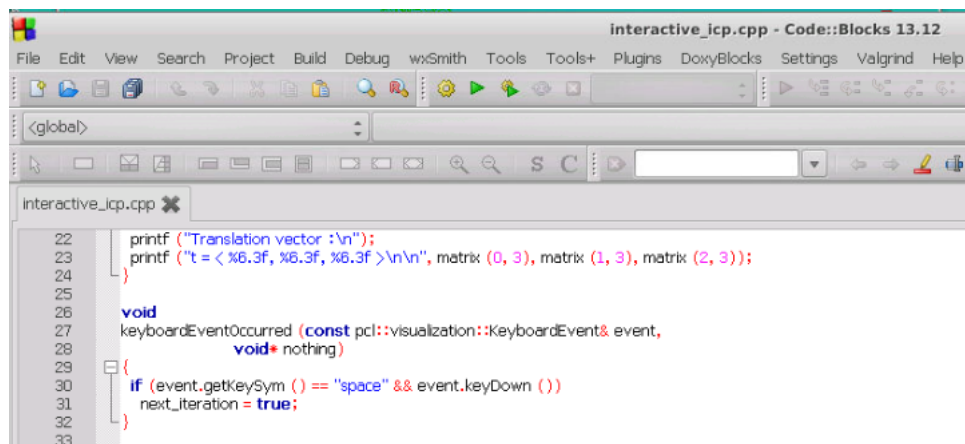 interactive_icp.cpp - Code::Blocks 13.12
File Edit View Search Project Build Debug wxSmith Tools Tools+ Plugins DoxyBlocks Settings Valgrind Help
<global>
S C
interactive_icp.cpp
22 printf ("Translation vector :\n");
23 printf ("t = < %6.3f, %6.3f, %6.3f >\n\n", matrix (0, 3), matrix (1, 3), matrix (2, 3));
24 }
25
26 void
27 keyboardEventOccurred (const pcl::visualization::KeyboardEvent& event,
28 void* nothing)
29 {
30 if (event.getKeySym () == "space" && event.keyDown ())
31 next_iteration = true;
32 }
33